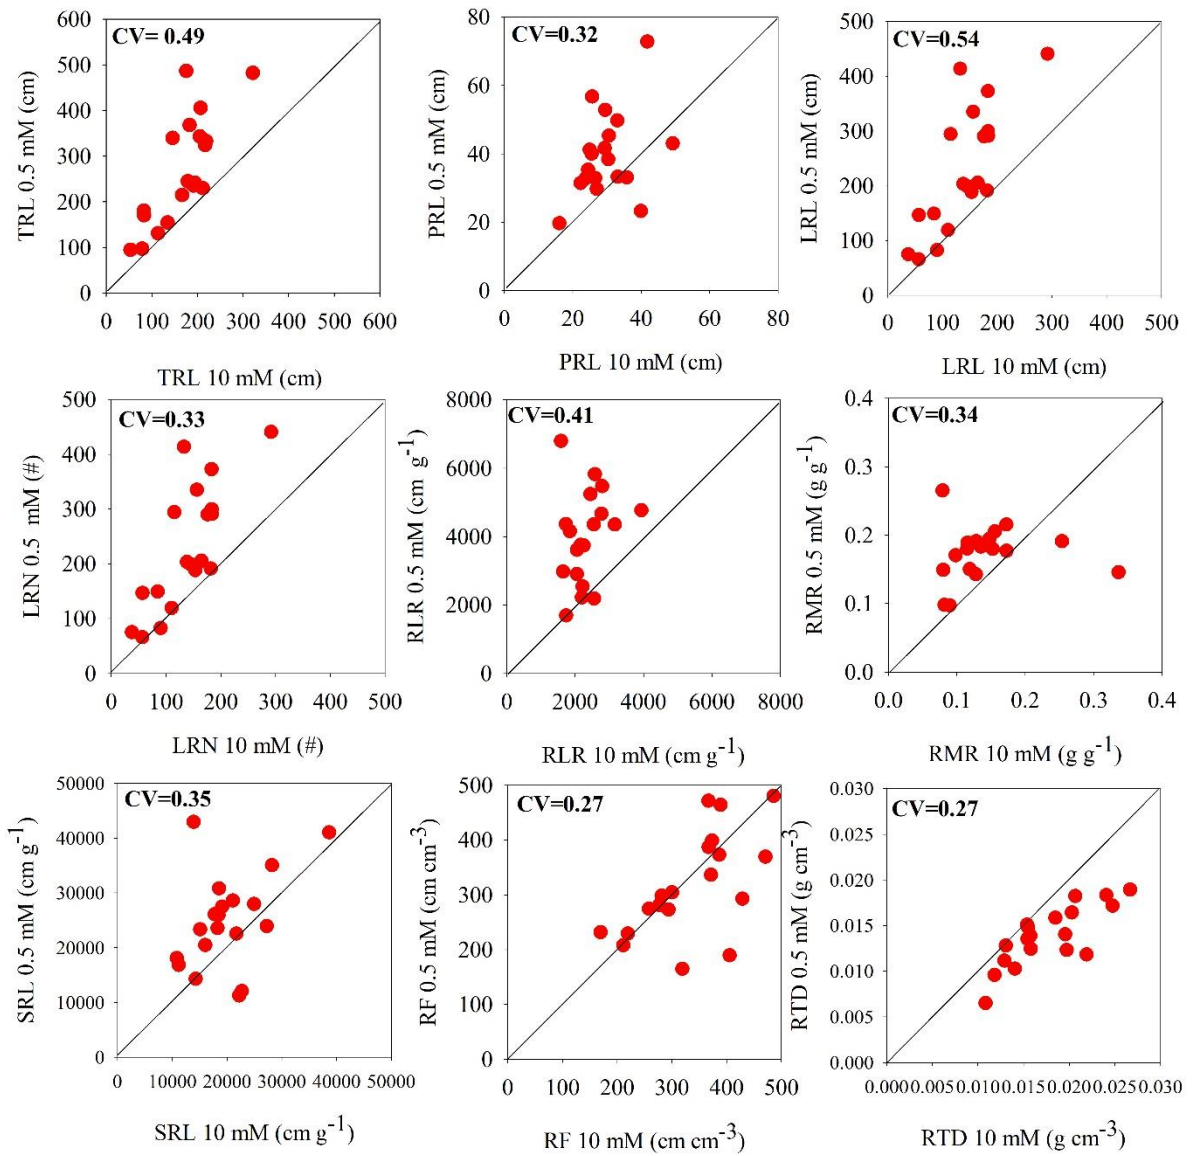 CV= 0.49
TRL 0.5 mM (cm)
600
500
400
300
200
100
0
0 100 200 300 400 500 600
TRL 10 mM (cm)
CV=0.32
PRL 0.5 mM (cm)
80
60
40
20
0
0 20 40 60 80
PRL 10 mM (cm)
CV=0.54
LRL 0.5 mM (cm)
500
400
300
200
100
0
0 100 200 300 400 500
LRL 10 mM (cm)
CV=0.33
LRN 0.5 mM (#)
500
400
300
200
100
0
0 100 200 300 400 500
LRN 10 mM (#)
CV=0.41
RLR 0.5 mM (cm g-1)
8000
6000
4000
2000
0
0 2000 4000 6000 8000
RLR 10 mM (cm g-1)
CV=0.34
RMR 0.5 mM (g g-1)
0.4
0.3
0.2
0.1
0.0
0.0 0.1 0.2 0.3 0.4
RMR 10 mM (g g-1)
CV=0.35
SRL 0.5 mM (cm g-1)
50000
40000
30000
20000
10000
0
0 10000 20000 30000 40000 50000
SRL 10 mM (cm g-1)
CV=0.27
RF 0.5 mM (cm cm-3)
500
400
300
200
100
0
0 100 200 300 400 500
RF 10 mM (cm cm-3)
CV=0.27
RTD 0.5 mM (g cm-3)
0.030
0.025
0.020
0.015
0.010
0.005
0.000
0.000 0.005 0.010 0.015 0.020 0.025 0.030
RTD 10 mM (g cm-3)